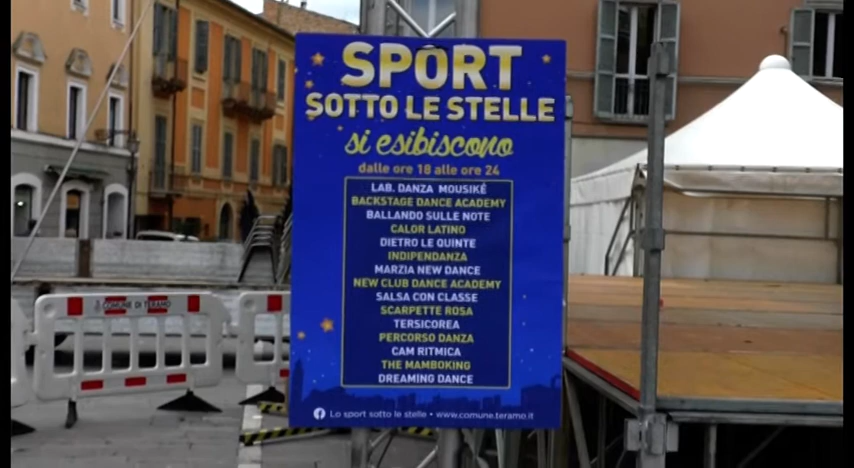 SPORT
SOTTO LE STELLE
si esibiscono
dalle ore 18 alle ore 24
LAB. DANZA MOUSIKÉ
BACKSTAGE DANCE ACADEMY
BALLANDO SULLE NOTE
CALOR LATINO
DIETRO LE QUINTE
INDIPENDANZA
MARZIA NEW DANCE
NEW CLUB DANCE ACADEMY
SALSA CON CLASSE
SCARPETTE ROSA
TERSICOREA
PERCORSO DANZA
CAM RITMICA
THE MAMBOKING
DREAMING DANCE
Lo sport sotto le stelle • www.comune.teramo.it
COMUNE DI TERAMO